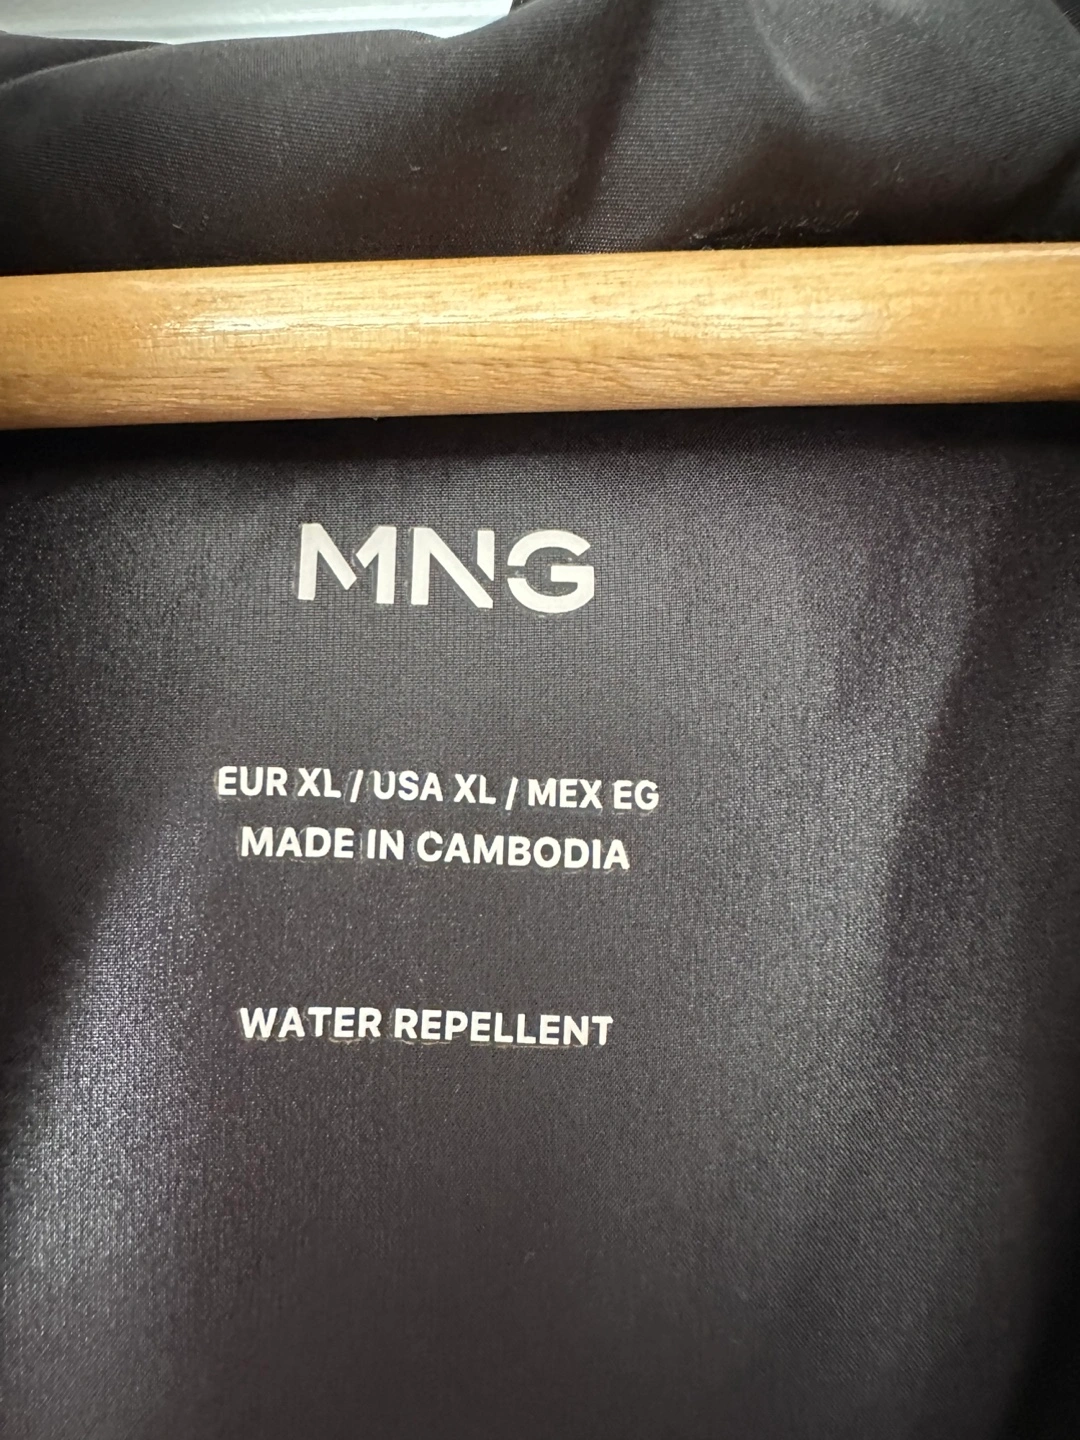 MNG
EUR XL / USA XL / MEX EG
MADE IN CAMBODIA
WATER REPELLENT